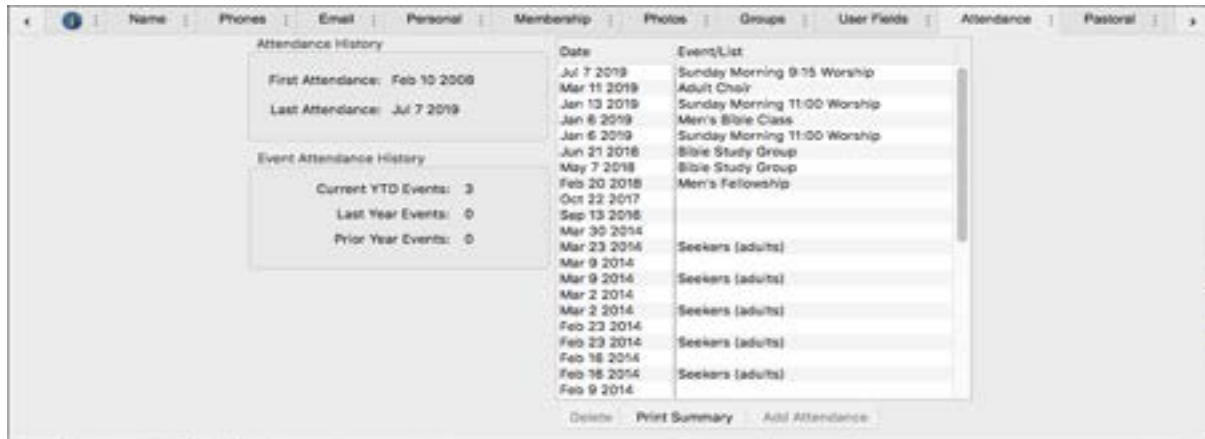 Name Phones Email Personal Membership Photos Groups User Fields Attendance Pastoral
Attendance History
First Attendance: Feb 10 2008
Last Attendance: Jul 7 2019
Event Attendance History
Current YTD Events: 3
Last Year Events: 0
Prior Year Events: 0
Date Event/List
Jul 7 2019 Sunday Morning 9:15 Worship
Mar 11 2019 Adult Choir
Jan 13 2019 Sunday Morning 11:00 Worship
Jan 6 2019 Men's Bible Class
Jan 6 2019 Sunday Morning 11:00 Worship
Jun 21 2018 Bible Study Group
May 7 2018 Bible Study Group
Feb 20 2018 Men's Fellowship
Oct 22 2017
Sep 13 2016
Mar 30 2014
Mar 23 2014 Seekers (adults)
Mar 9 2014
Mar 9 2014 Seekers (adults)
Mar 2 2014
Mar 2 2014 Seekers (adults)
Feb 23 2014
Feb 23 2014 Seekers (adults)
Feb 16 2014
Feb 16 2014 Seekers (adults)
Feb 9 2014
Delete Print Summary Add Attendance